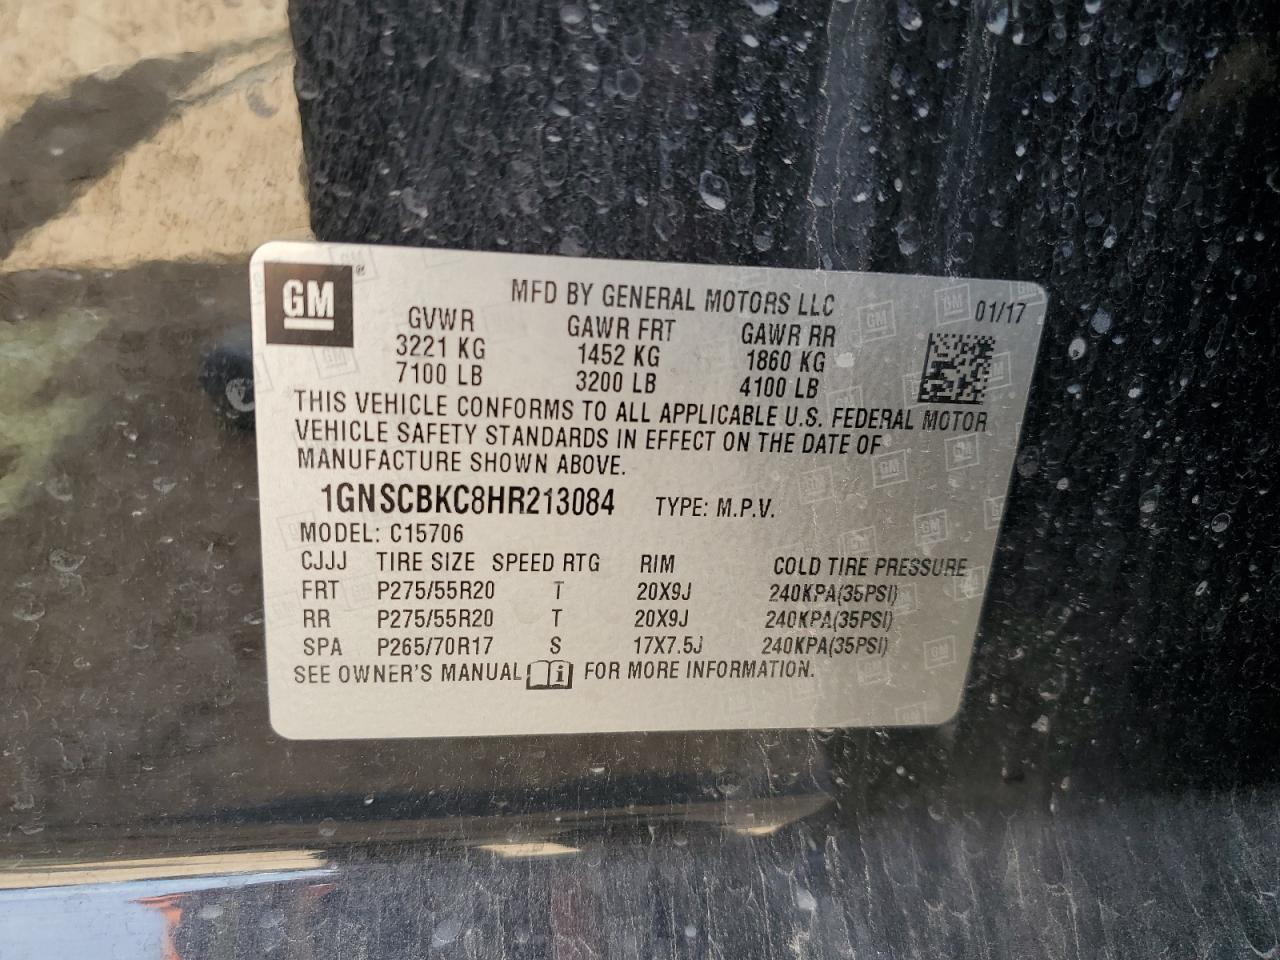 GM ®
MFD BY GENERAL MOTORS LLC 01/17
GVWR GAWR FRT GAWR RR
3221 KG 1452 KG 1860 KG
7100 LB 3200 LB 4100 LB
THIS VEHICLE CONFORMS TO ALL APPLICABLE U.S. FEDERAL MOTOR
VEHICLE SAFETY STANDARDS IN EFFECT ON THE DATE OF
MANUFACTURE SHOWN ABOVE.
1GNSCBKC8HR213084 TYPE: M.P.V.
MODEL: C15706
CJJJ TIRE SIZE SPEED RTG RIM COLD TIRE PRESSURE
FRT P275/55R20 T 20X9J 240KPA(35PSI)
RR P275/55R20 T 20X9J 240KPA(35PSI)
SPA P265/70R17 S 17X7.5J 240KPA(35PSI)
SEE OWNER'S MANUAL i FOR MORE INFORMATION.